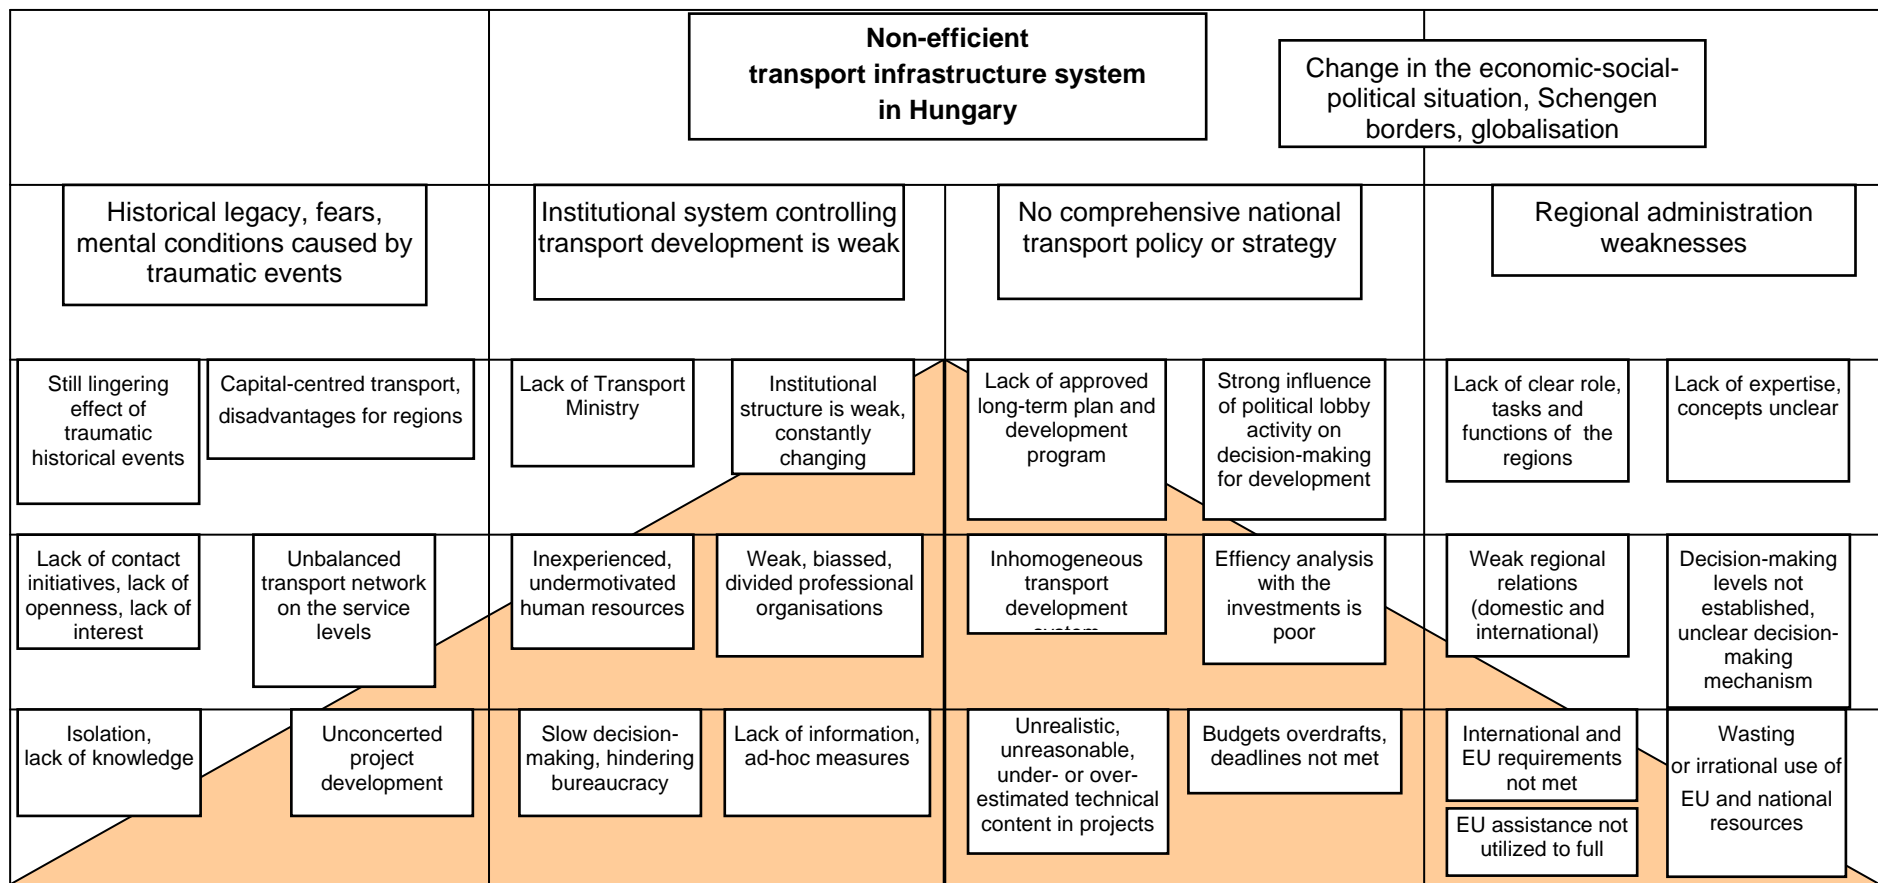 Non-efficient
transport infrastructure system
in Hungary
Change in the economic-social-
political situation, Schengen
borders, globalisation
Historical legacy, fears,
mental conditions caused by
traumatic events
Institutional system controlling
transport development is weak
No comprehensive national
transport policy or strategy
Regional administration
weaknesses
Still lingering
effect of
traumatic
historical events
Capital-centred transport,
disadvantages for regions
Lack of Transport
Ministry
Institutional
structure is weak,
constantly
changing
Lack of approved
long-term plan and
development
program
Strong influence
of political lobby
activity on
decision-making
for development
Lack of clear role,
tasks and
functions of the
regions
Lack of expertise,
concepts unclear
Lack of contact
initiatives, lack of
openness, lack of
interest
Unbalanced
transport network
on the service
levels
Inexperienced,
undermotivated
human resources
Weak, biassed,
divided professional
organisations
Inhomogeneous
transport
development
Effiency analysis
with the
investments is
poor
Weak regional
relations
(domestic and
international)
Decision-making
levels not
established,
unclear decision-
making
mechanism
Isolation,
lack of knowledge
Unconcerted
project
development
Slow decision-
making, hindering
bureaucracy
Lack of information,
ad-hoc measures
Unrealistic,
unreasonable,
under- or over-
estimated technical
content in projects
Budgets overdrafts,
deadlines not met
International and
EU requirements
not met
EU assistance not
utilized to full
Wasting
or irrational use of
EU and national
resources